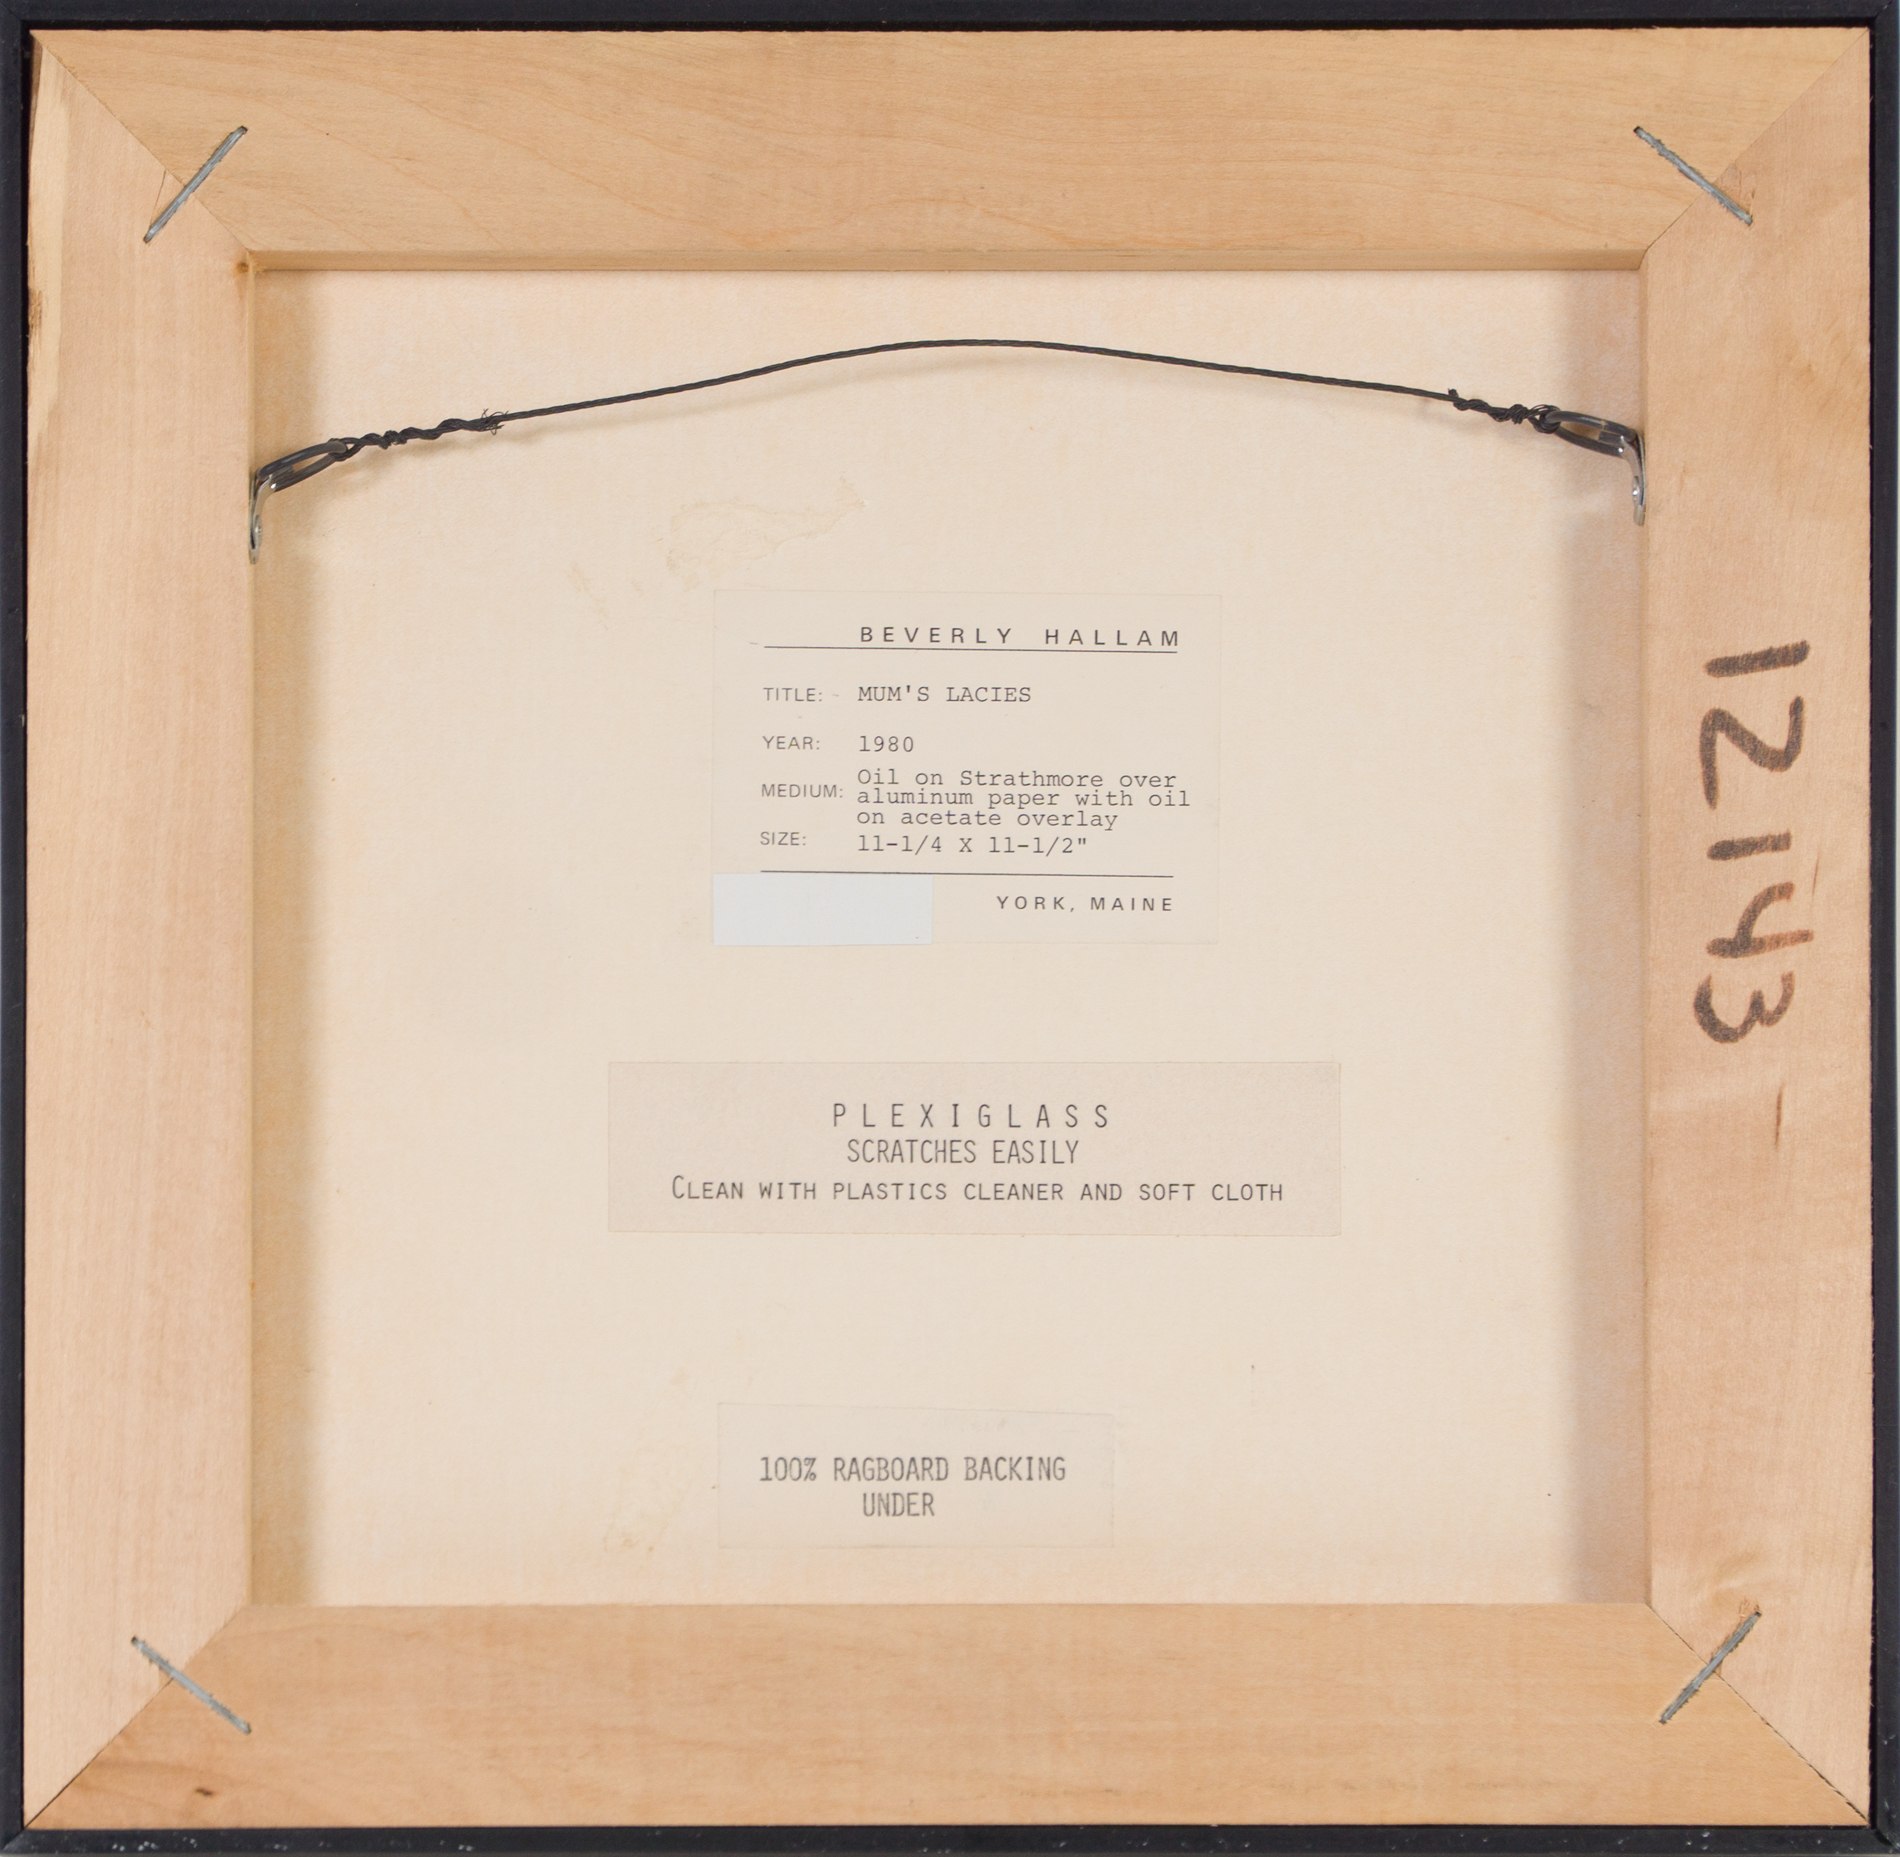 BEVERLY HALLAM
TITLE: MUM'S LACIES
YEAR: 1980
MEDIUM: Oil on Strathmore over
aluminum paper with oil
on acetate overlay
SIZE: 11-1/4 X 11-1/2"
YORK, MAINE
12143
PLEXIGLASS
SCRATCHES EASILY
CLEAN WITH PLASTICS CLEANER AND SOFT CLOTH
100% RAGBOARD BACKING
UNDER